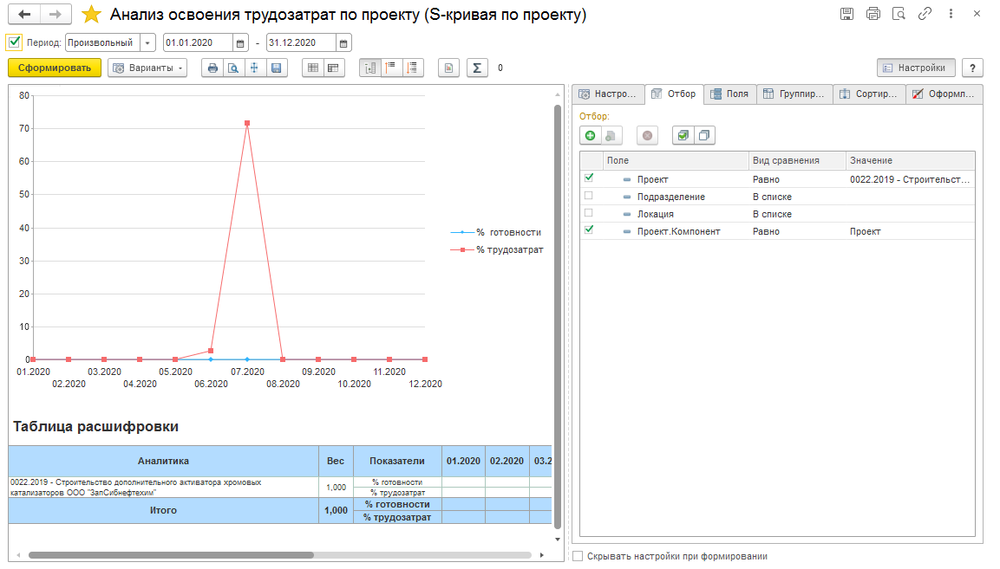 Анализ освоения трудозатрат по проекту (S-кривая по проекту)
Период: Произвольный 01.01.2020 - 31.12.2020
Сформировать Варианты Σ 0 Настройки ?
80
70
60
50
40
30
20
10
0
01.2020 03.2020 05.2020 07.2020 09.2020 11.2020
02.2020 04.2020 06.2020 08.2020 10.2020 12.2020
% готовности
% трудозатрат
Таблица расшифровки
Аналитика Вес Показатели 01.2020 02.2020 03.2
0022.2019 - Строительство дополнительного активатора хромовых
катализаторов ООО "ЗапСибнефтехим"
1,000
% готовности
% трудозатрат
Итого 1,000
% готовности
% трудозатрат
Настро... Отбор Поля Группир... Сортир... Оформл...
Отбор:
Поле Вид сравнения Значение
Проект Равно 0022.2019 - Строительст...
Подразделение В списке
Локация В списке
Проект.Компонент Равно Проект
Скрывать настройки при формировании